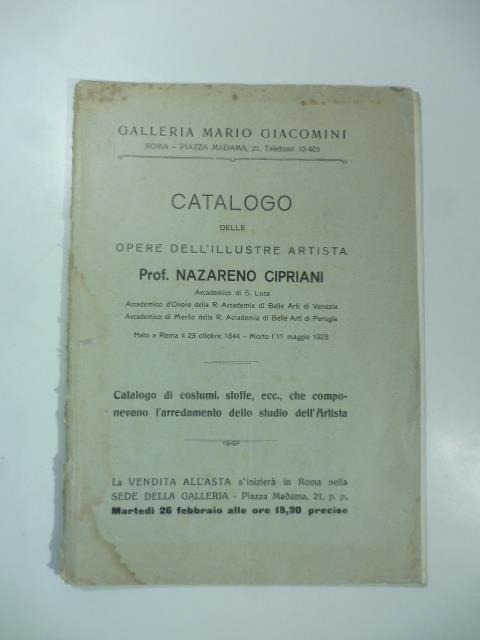 GALLERIA MARIO GIACOMINI
ROMA - PIAZZA MADAMA, 21, Telefono 10-403
CATALOGO
DELLE
OPERE DELL'ILLUSTRE ARTISTA
Prof. NAZARENO CIPRIANI
Accademico di S. Luca
Accademico d'Onore della R. Accademia di Belle Arti di Venezia
Accademico di Merito della R. Accademia di Belle Arti di Perugia
Nato a Roma il 23 ottobre 1844 - Morto l'11 maggio 1923
Catalogo di costumi, stoffe, ecc., che compo-
nevano l'arredamento dello studio dell'Artista
La VENDITA ALL'ASTA s'inizierà in Roma nella
SEDE DELLA GALLERIA - Piazza Madama, 21, p. p.
Martedì 26 febbraio alle ore 15,30 precise